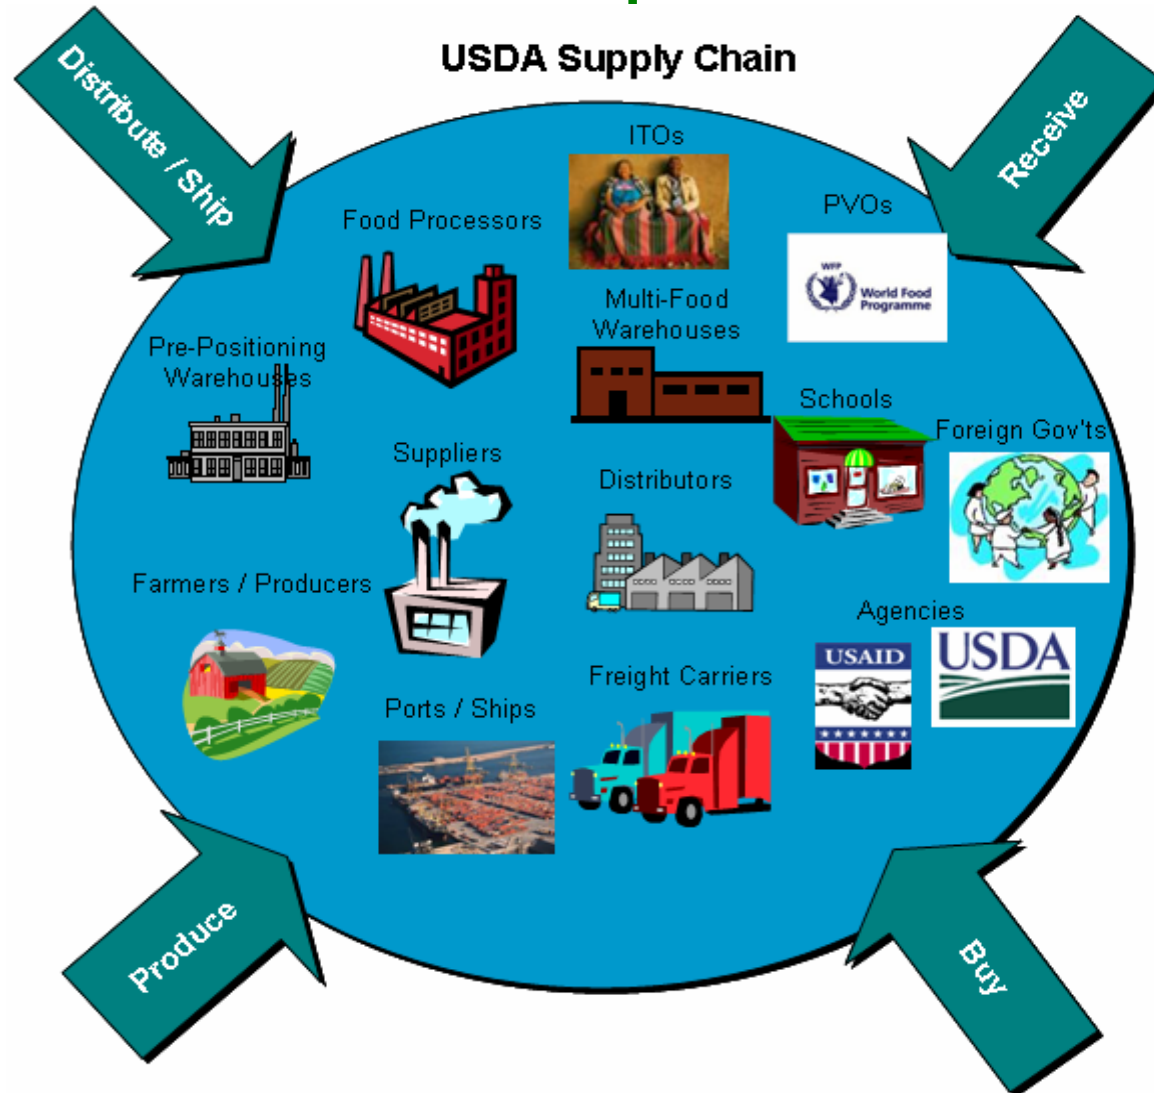 USDA Supply Chain
Distribute / Ship
Receive
ITOs
PVOs
Food Processors
WFP
World Food
Programme
Multi-Food
Warehouses
Pre-Positioning
Warehouses
Schools
Foreign Gov'ts
Suppliers
Distributors
Farmers / Producers
Agencies
USAID
USDA
Freight Carriers
Ports / Ships
Produce
Buy